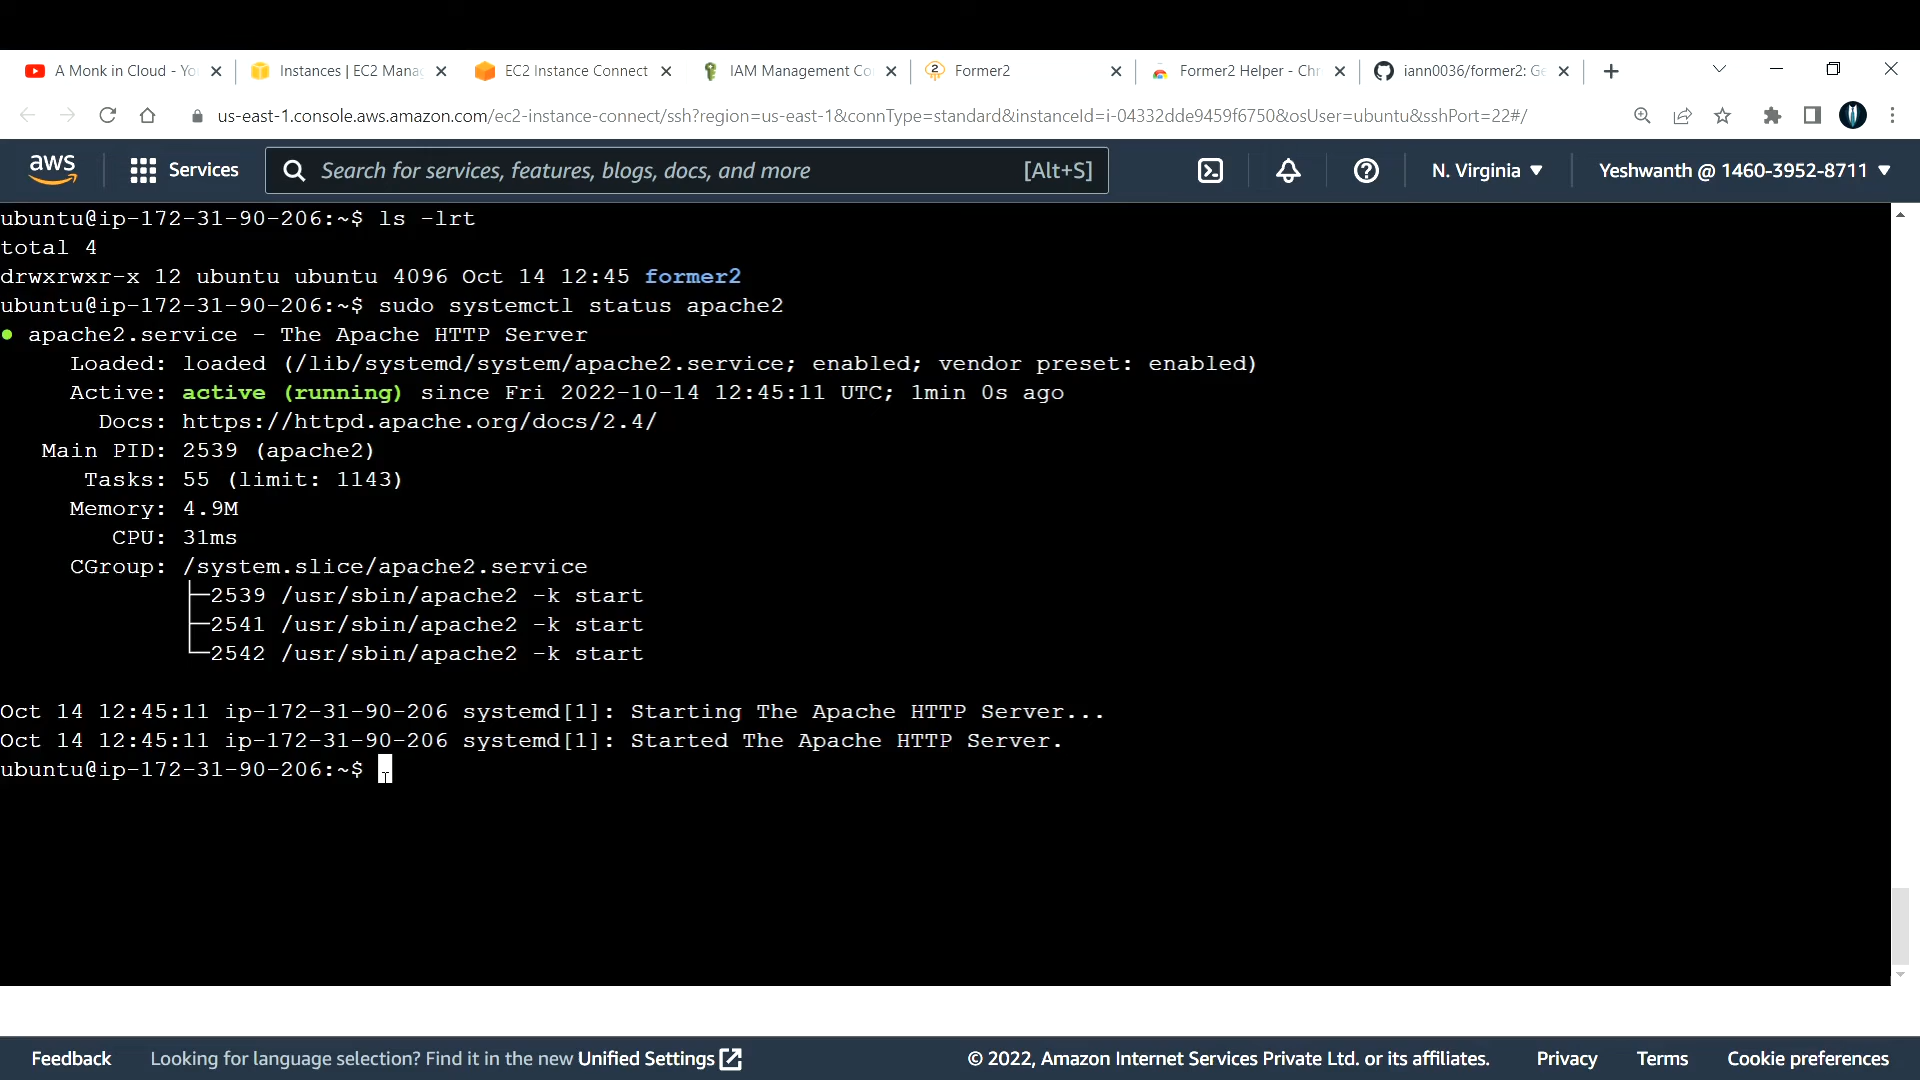 A Monk in Cloud - Yo
Instances | EC2 Mana
EC2 Instance Connect
IAM Management Co
Former2
Former2 Helper - Chr
iann0036/former2: Ge
us-east-1.console.aws.amazon.com/ec2-instance-connect/ssh?region=us-east-1&connType=standard&instanceId=i-04332dde9459f6750&osUser=ubuntu&sshPort=22#/
aws
Services
Search for services, features, blogs, docs, and more
[Alt+S]
N. Virginia
Yeshwanth @ 1460-3952-8711
ubuntu@ip-172-31-90-206:~$ ls -lrt
total 4
drwxrwxr-x 12 ubuntu ubuntu 4096 Oct 14 12:45 former2
ubuntu@ip-172-31-90-206:~$ sudo systemctl status apache2
● apache2.service - The Apache HTTP Server
Loaded: loaded (/lib/systemd/system/apache2.service; enabled; vendor preset: enabled)
Active: active (running) since Fri 2022-10-14 12:45:11 UTC; 1min 0s ago
Docs: https://httpd.apache.org/docs/2.4/
Main PID: 2539 (apache2)
Tasks: 55 (limit: 1143)
Memory: 4.9M
CPU: 31ms
CGroup: /system.slice/apache2.service
├─2539 /usr/sbin/apache2 -k start
├─2541 /usr/sbin/apache2 -k start
└─2542 /usr/sbin/apache2 -k start
Oct 14 12:45:11 ip-172-31-90-206 systemd[1]: Starting The Apache HTTP Server...
Oct 14 12:45:11 ip-172-31-90-206 systemd[1]: Started The Apache HTTP Server.
ubuntu@ip-172-31-90-206:~$
Feedback
Looking for language selection? Find it in the new Unified Settings
© 2022, Amazon Internet Services Private Ltd. or its affiliates.
Privacy
Terms
Cookie preferences